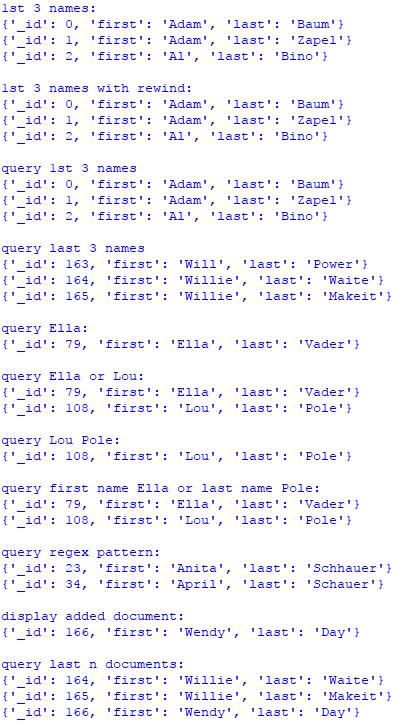 1st 3 names:
{'_id': 0, 'first': 'Adam', 'last': 'Baum'}
{'_id': 1, 'first': 'Adam', 'last': 'Zapel'}
{'_id': 2, 'first': 'Al', 'last': 'Bino'}
1st 3 names with rewind:
{'_id': 0, 'first': 'Adam', 'last': 'Baum'}
{'_id': 1, 'first': 'Adam', 'last': 'Zapel'}
{'_id': 2, 'first': 'Al', 'last': 'Bino'}
query 1st 3 names
{'_id': 0, 'first': 'Adam', 'last': 'Baum'}
{'_id': 1, 'first': 'Adam', 'last': 'Zapel'}
{'_id': 2, 'first': 'Al', 'last': 'Bino'}
query last 3 names
{'_id': 163, 'first': 'Will', 'last': 'Power'}
{'_id': 164, 'first': 'Willie', 'last': 'Waite'}
{'_id': 165, 'first': 'Willie', 'last': 'Makeit'}
query Ella:
{'_id': 79, 'first': 'Ella', 'last': 'Vader'}
query Ella or Lou:
{'_id': 79, 'first': 'Ella', 'last': 'Vader'}
{'_id': 108, 'first': 'Lou', 'last': 'Pole'}
query Lou Pole:
{'_id': 108, 'first': 'Lou', 'last': 'Pole'}
query first name Ella or last name Pole:
{'_id': 79, 'first': 'Ella', 'last': 'Vader'}
{'_id': 108, 'first': 'Lou', 'last': 'Pole'}
query regex pattern:
{'_id': 23, 'first': 'Anita', 'last': 'Schhauer'}
{'_id': 34, 'first': 'April', 'last': 'Schauer'}
display added document:
{'_id': 166, 'first': 'Wendy', 'last': 'Day'}
query last n documents:
{'_id': 164, 'first': 'Willie', 'last': 'Waite'}
{'_id': 165, 'first': 'Willie', 'last': 'Makeit'}
{'_id': 166, 'first': 'Wendy', 'last': 'Day'}